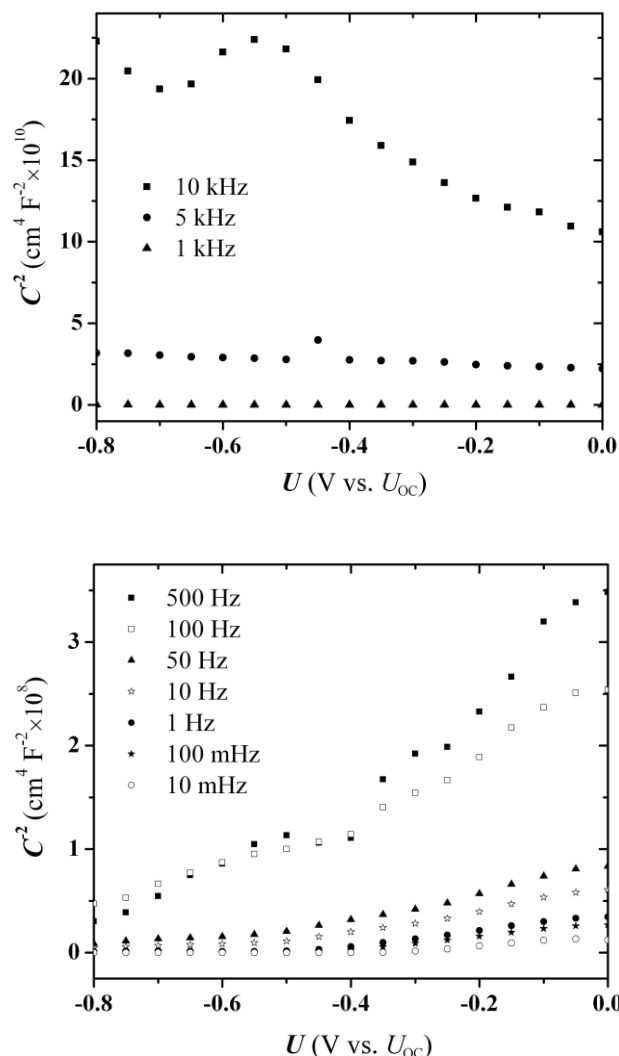 20
15
10
5
0
C⁻² (cm⁴ F⁻²×10¹⁰)
10 kHz
5 kHz
1 kHz
-0.8 -0.6 -0.4 -0.2 0.0
U (V vs. U_OC)
3
2
1
0
C⁻² (cm⁴ F⁻²×10⁸)
500 Hz
100 Hz
50 Hz
10 Hz
1 Hz
100 mHz
10 mHz
-0.8 -0.6 -0.4 -0.2 0.0
U (V vs. U_OC)